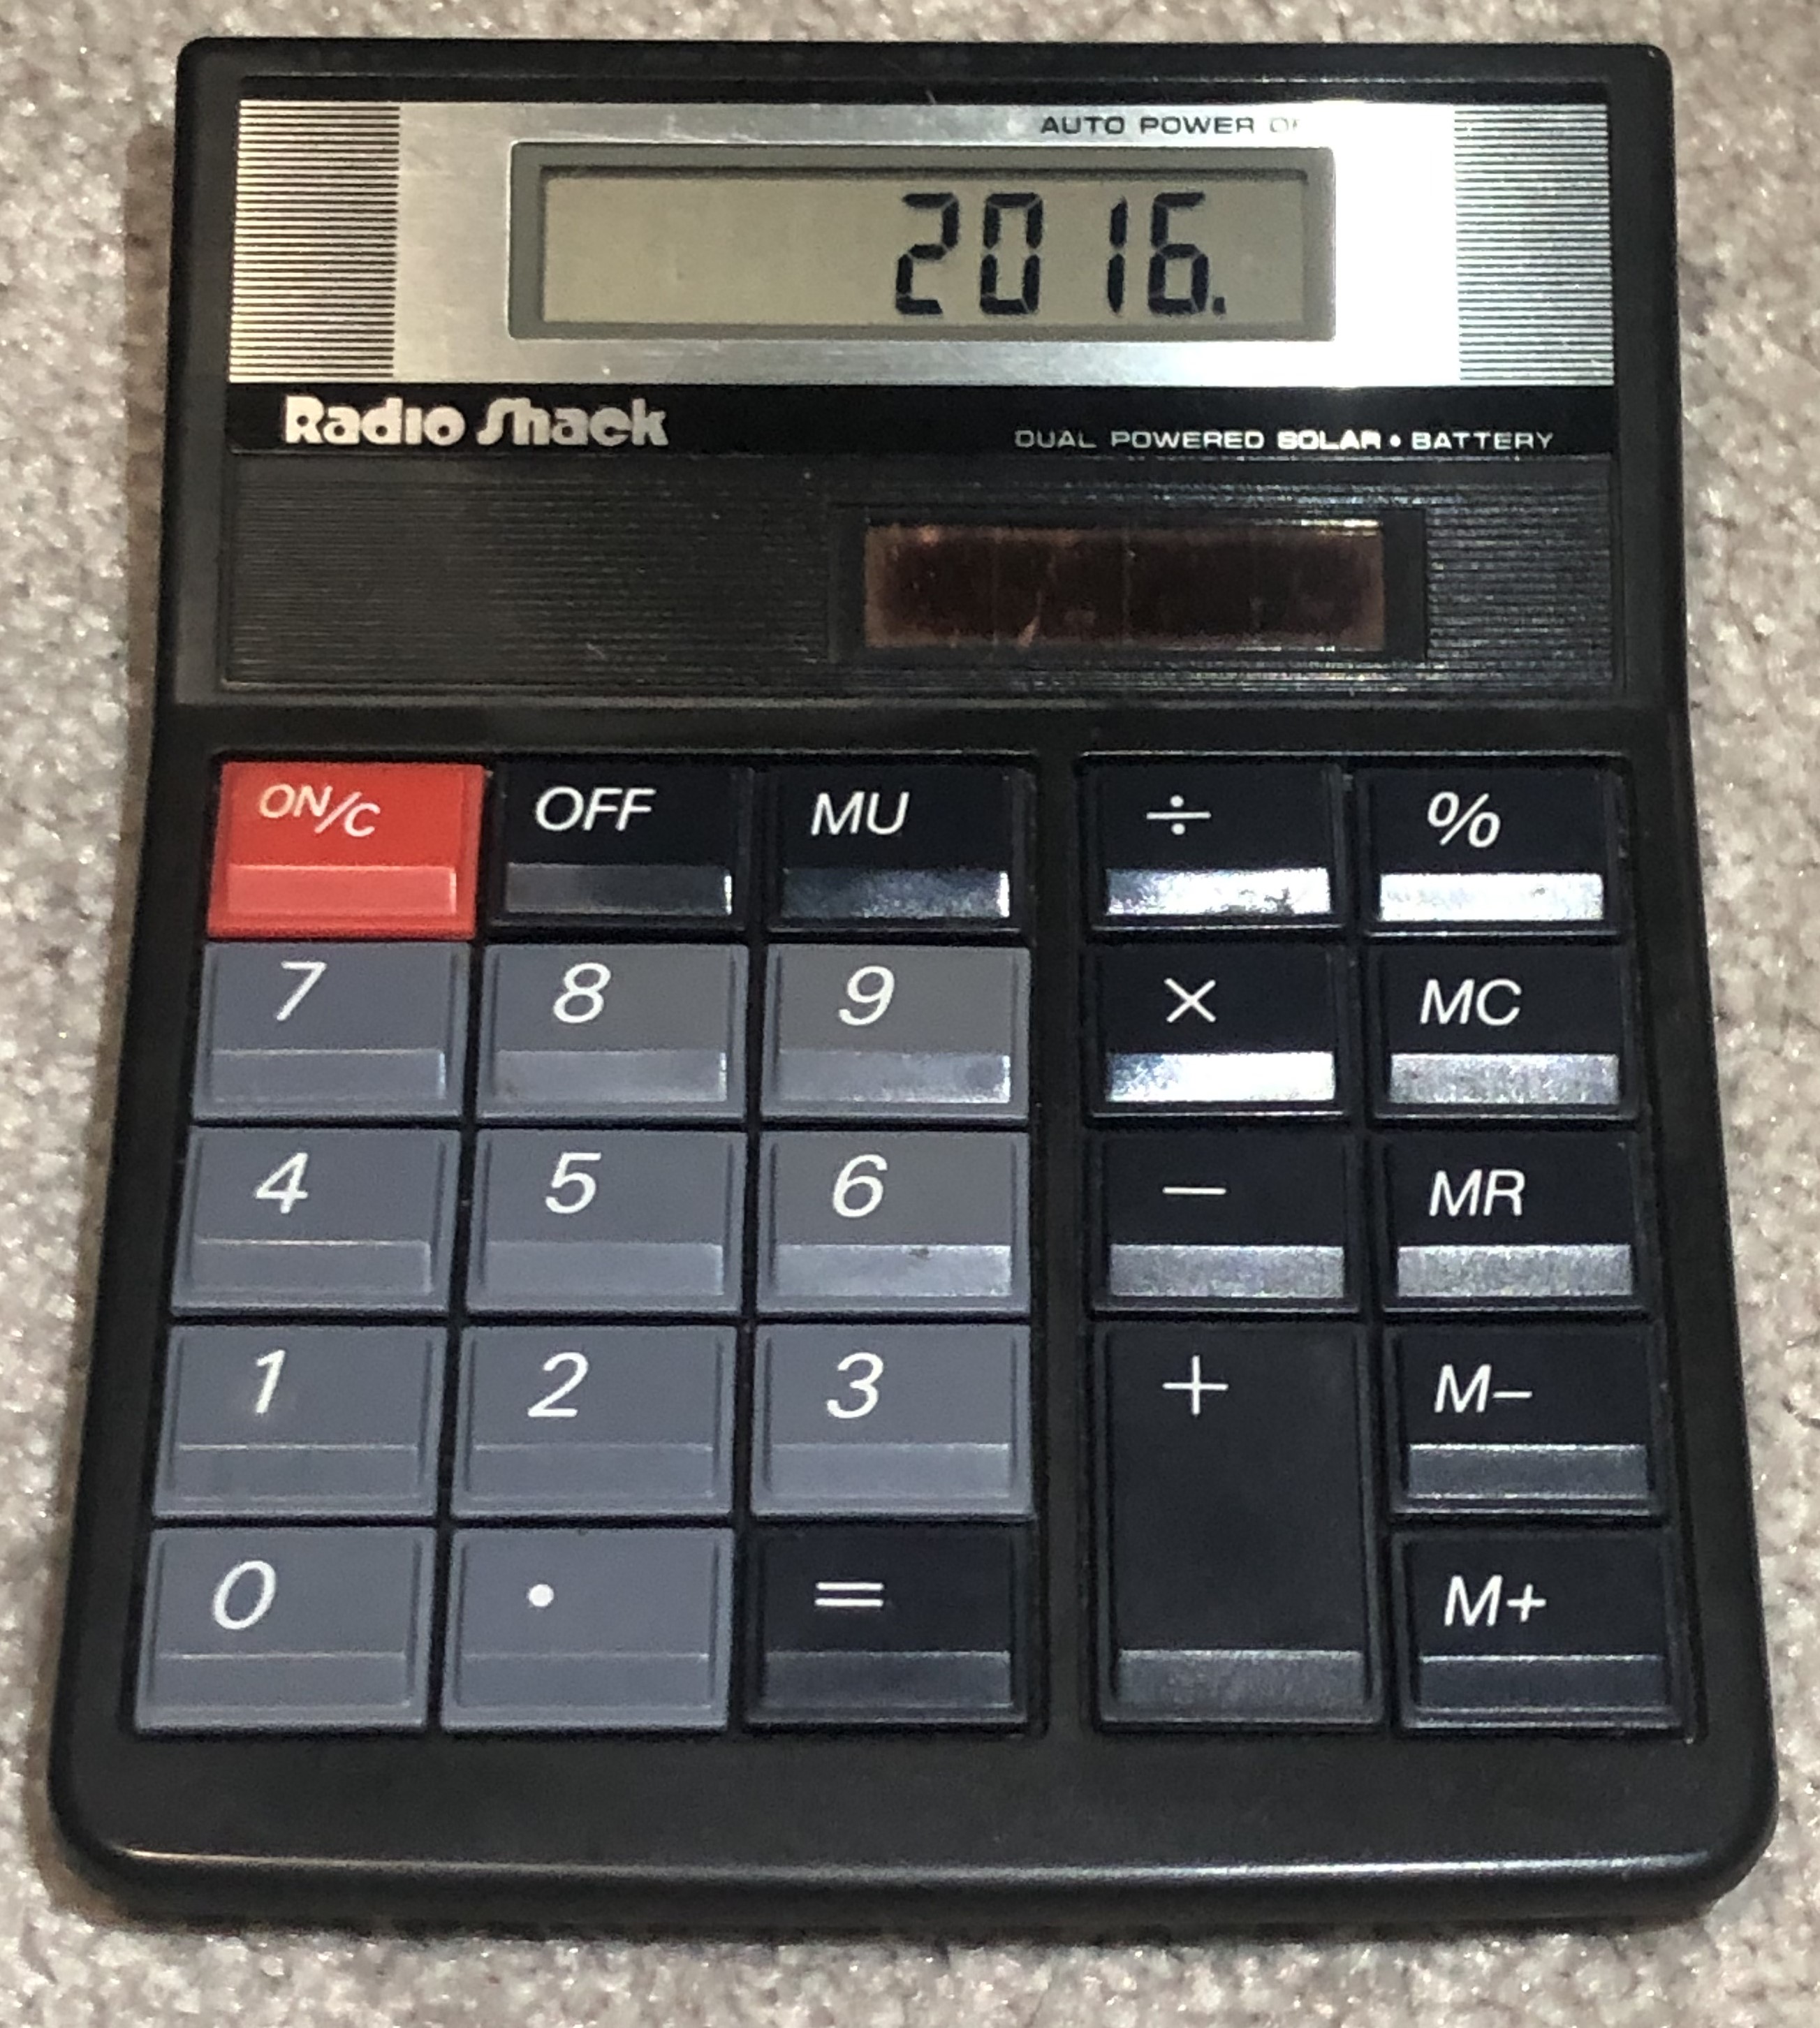 AUTO POWER
2016.
Radio Shack
DUAL POWERED SOLAR • BATTERY
ON/C OFF MU ÷ %
7 8 9 × MC
4 5 6 − MR
1 2 3 + M−
0 • = M+